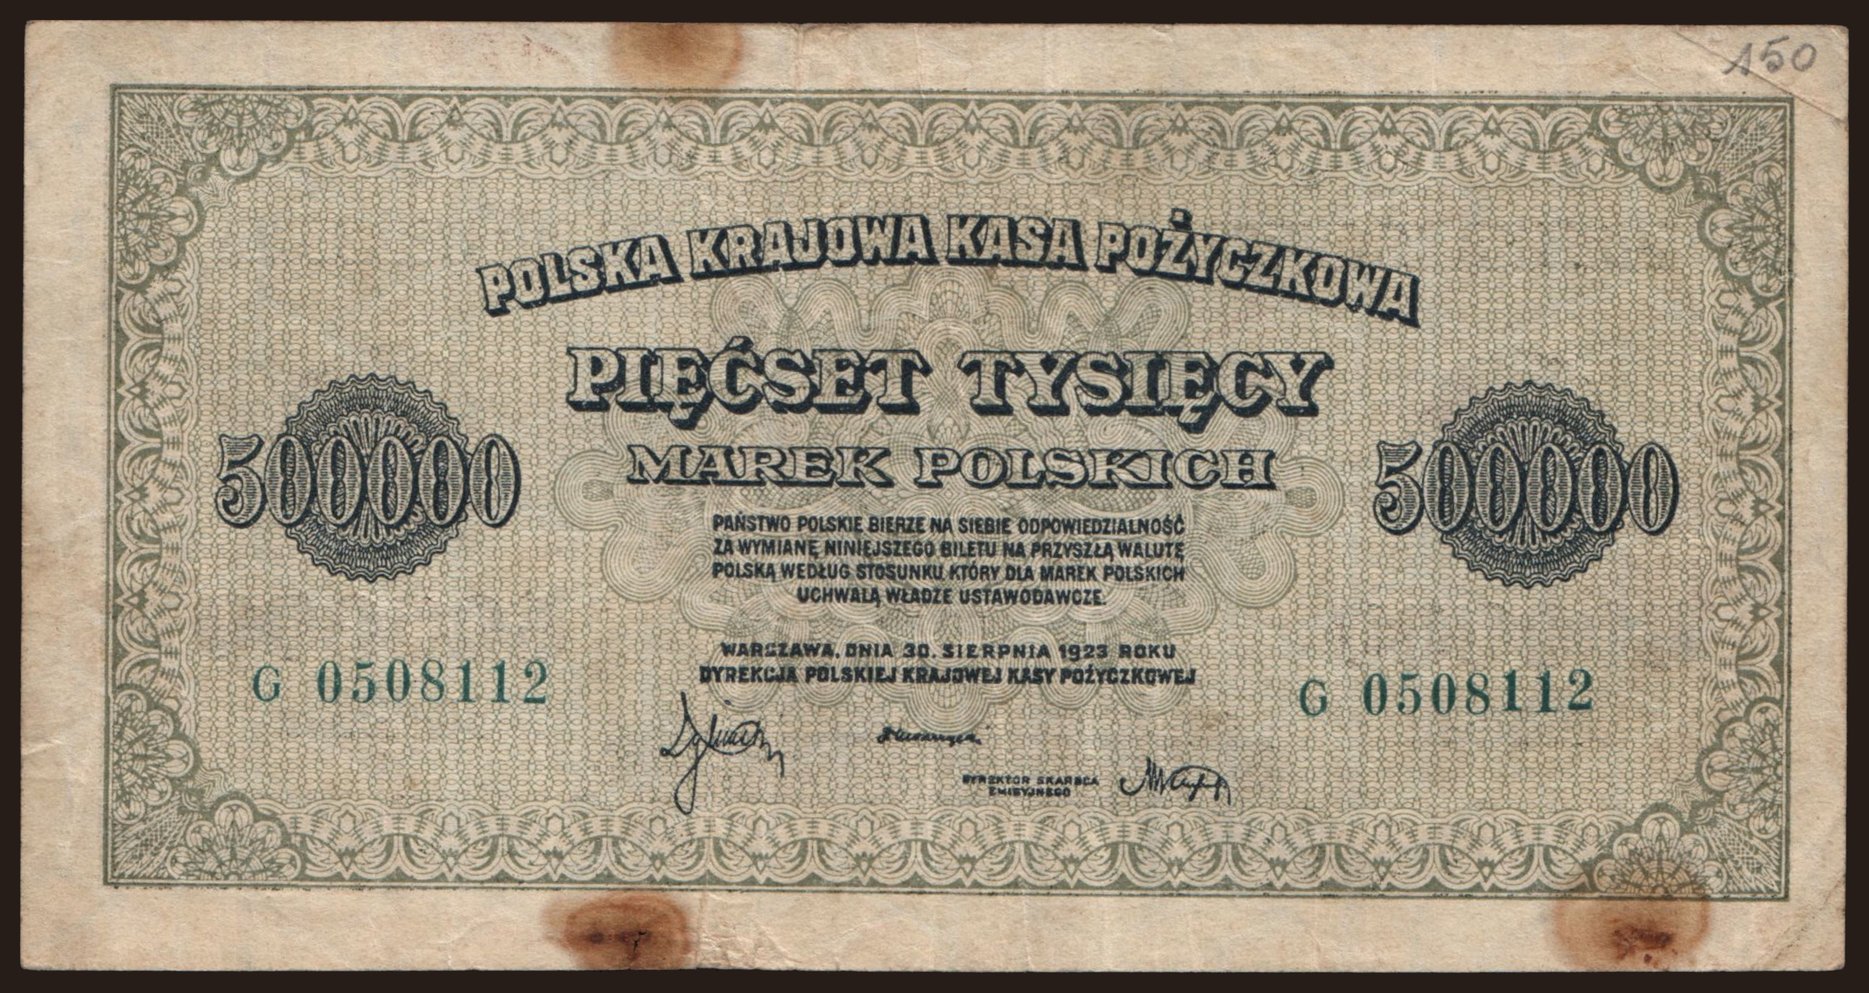 150
POLSKA KRAJOWA KASA POŻYCZKOWA
PIĘĆSET TYSIĘCY
MAREK POLSKICH
500000
500000
PAŃSTWO POLSKIE BIERZE NA SIEBIE ODPOWIEDZIALNOŚĆ
ZA WYMIANĘ NINIEJSZEGO BILETU NA PRZYSZŁĄ WALUTĘ
POLSKĄ WEDŁUG STOSUNKU, KTÓRY DLA MAREK POLSKICH
UCHWALĄ WŁADZE USTAWODAWCZE.
WARSZAWA, DNIA 30. SIERPNIA 1923 ROKU
DYREKCJA POLSKIEJ KRAJOWEJ KASY POŻYCZKOWEJ
G 0508112
G 0508112
DYREKTOR SKARBCA
EMISYJNEGO